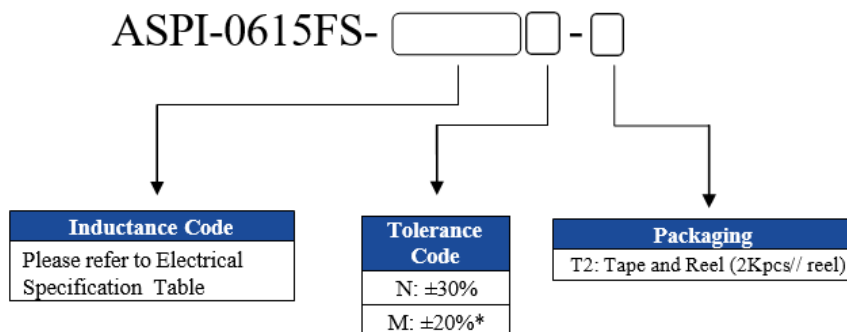 ASPI-0615FS- -
Inductance Code
Please refer to Electrical
Specification Table
Tolerance
Code
N: ±30%
M: ±20%*
Packaging
T2: Tape and Reel (2Kpcs// reel)